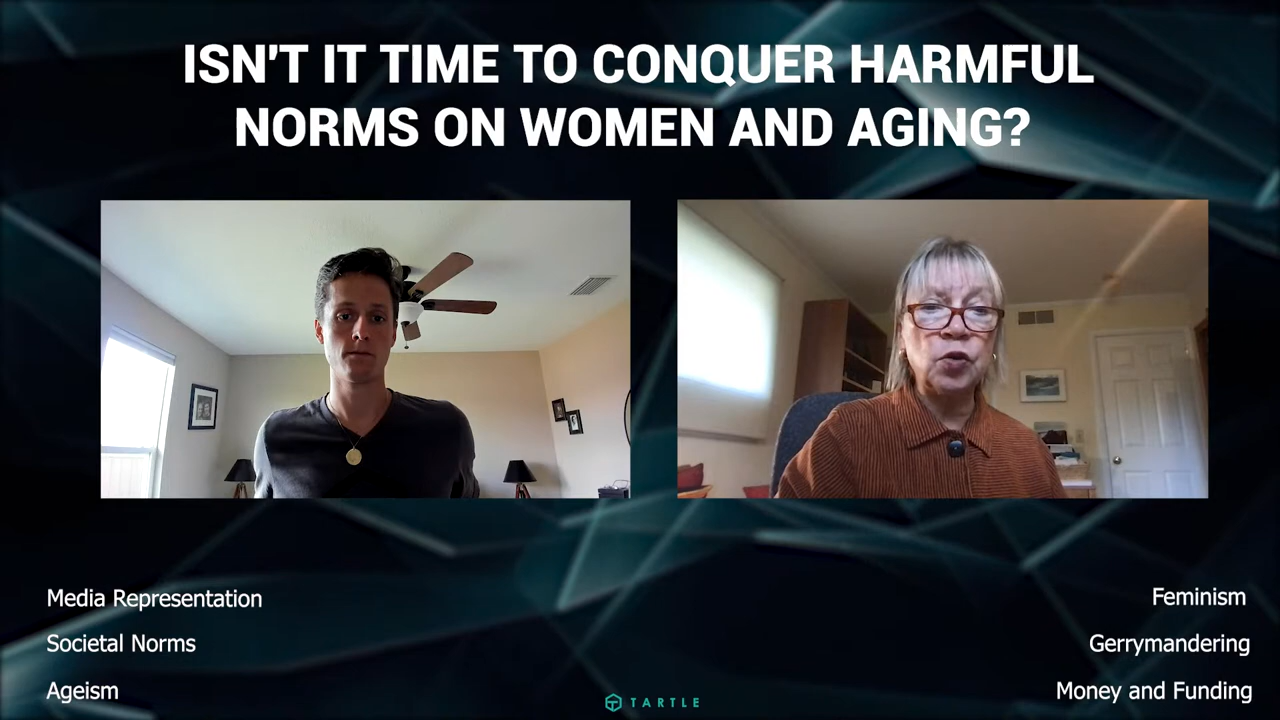 ISN'T IT TIME TO CONQUER HARMFUL
NORMS ON WOMEN AND AGING?
Media Representation
Societal Norms
Ageism
Feminism
Gerrymandering
Money and Funding
TARTLE